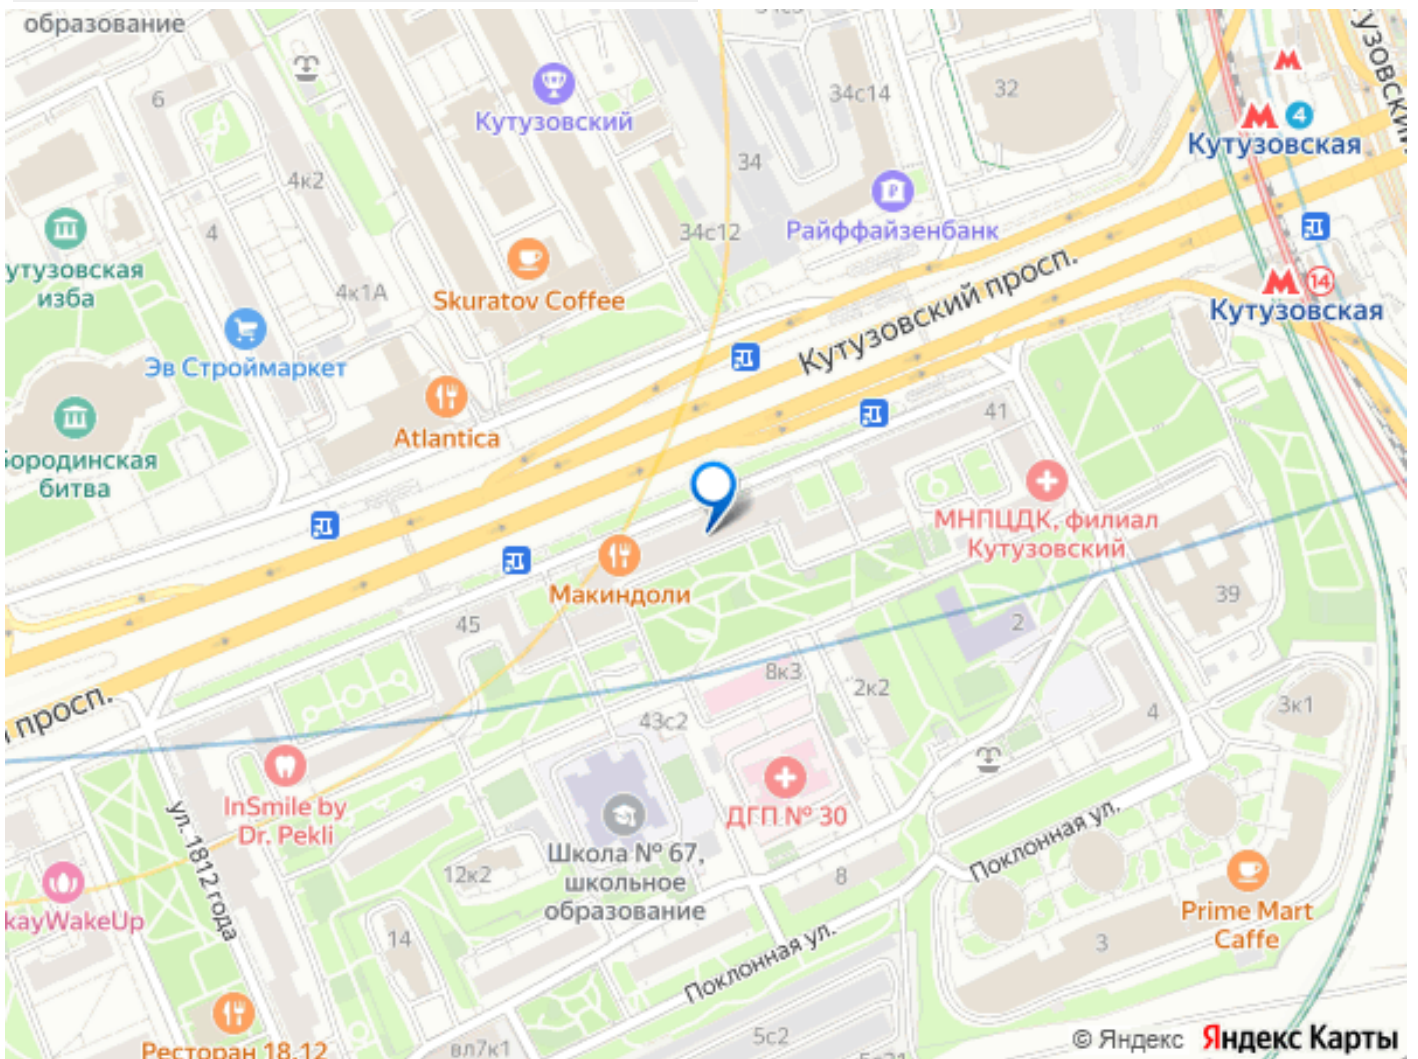 образование
6
Кутузовский
34с14
32
4
Кутузовская
4к2
34
Райффайзенбанк
4
34с12
утузовская
изба
4к1А
Skuratov Coffee
Кутузовский просп.
14
Кутузовская
Эв Строймаркет
Atlantica
41
ородинская
битва
МНПЦДК, филиал
Кутузовский
Макиндоли
45
2
39
8к3
2к2
просп.
43с2
4
3к1
InSmile by
Dr. Pekli
ул. 1812 года
ДГП № 30
Школа № 67,
школьное
образование
12к2
8
Поклонная ул.
kayWakeUp
Prime Mart
Caffe
14
3
Поклонная ул.
Ресторан 18.12
вл7к1
5с2
© Яндекс Яндекс Карты